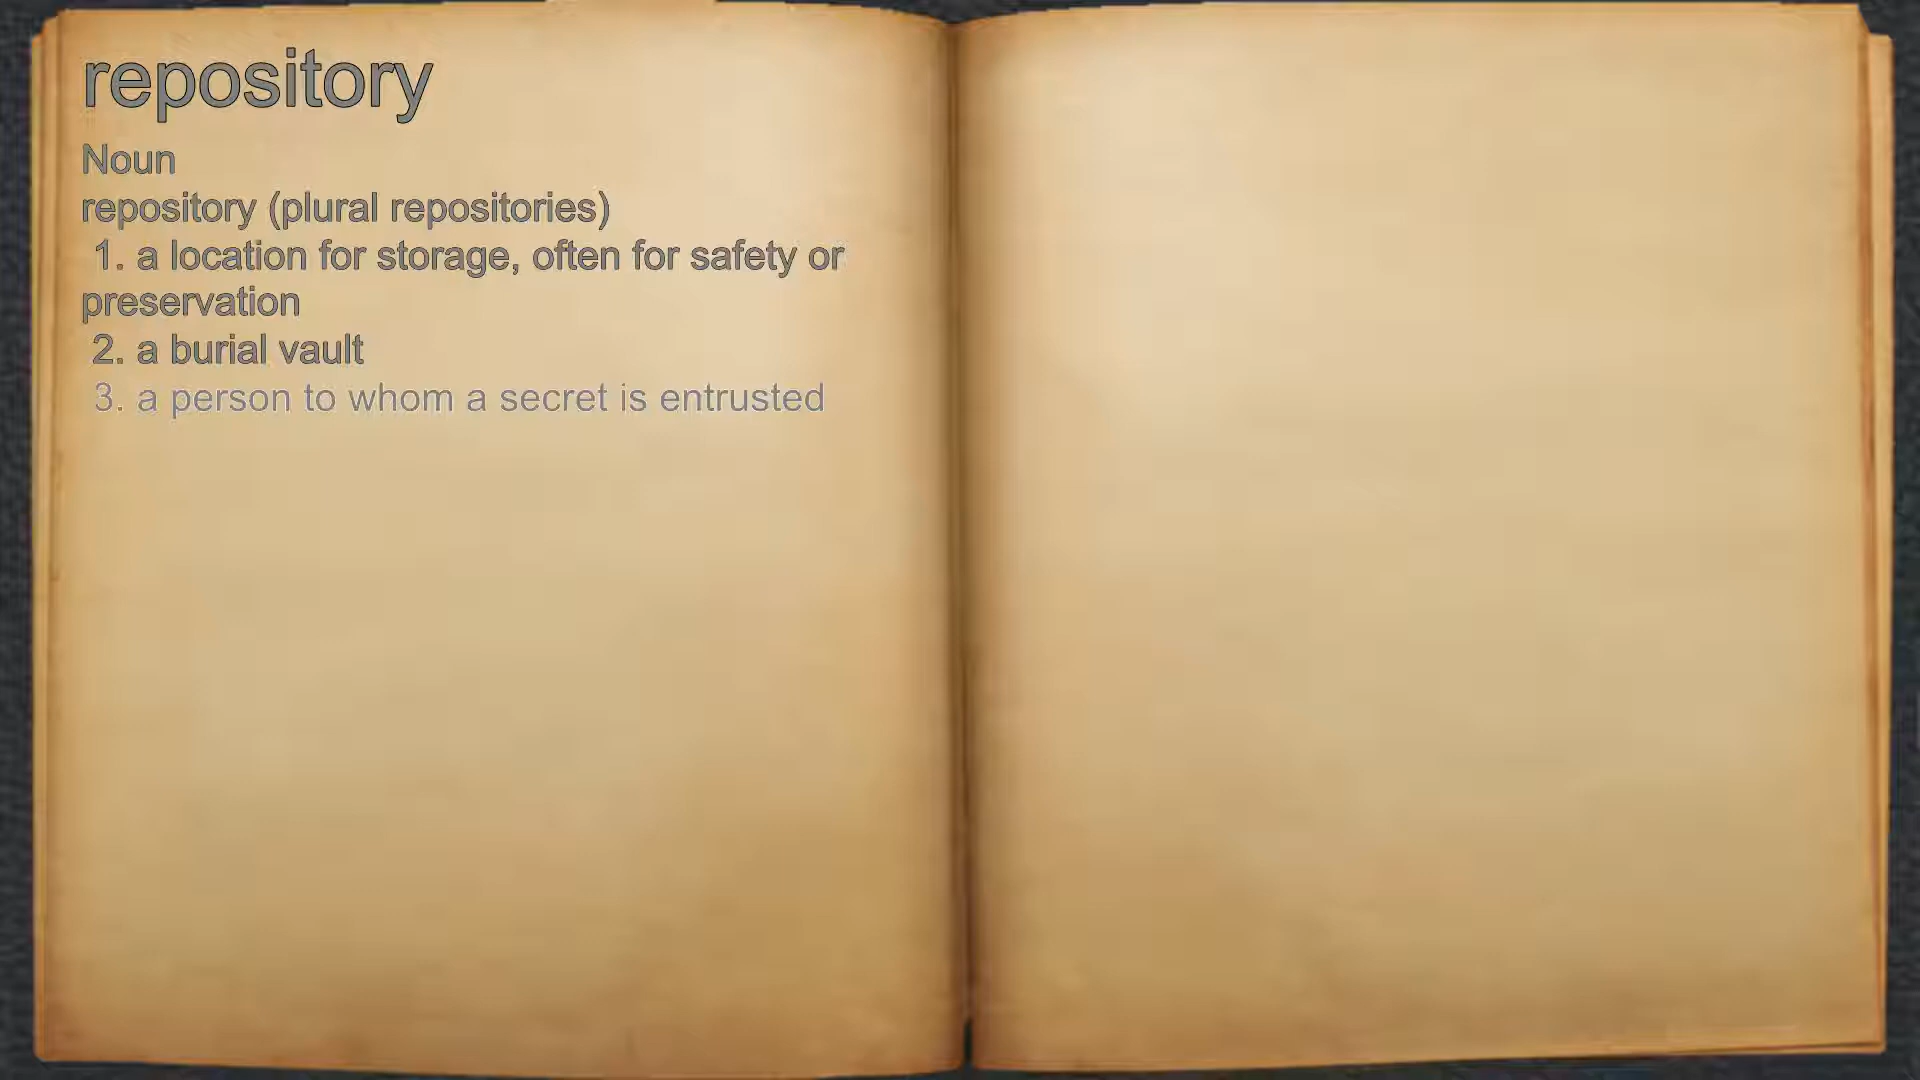 repository
Noun
repository (plural repositories)
1. a location for storage, often for safety or
preservation
2. a burial vault
3. a person to whom a secret is entrusted